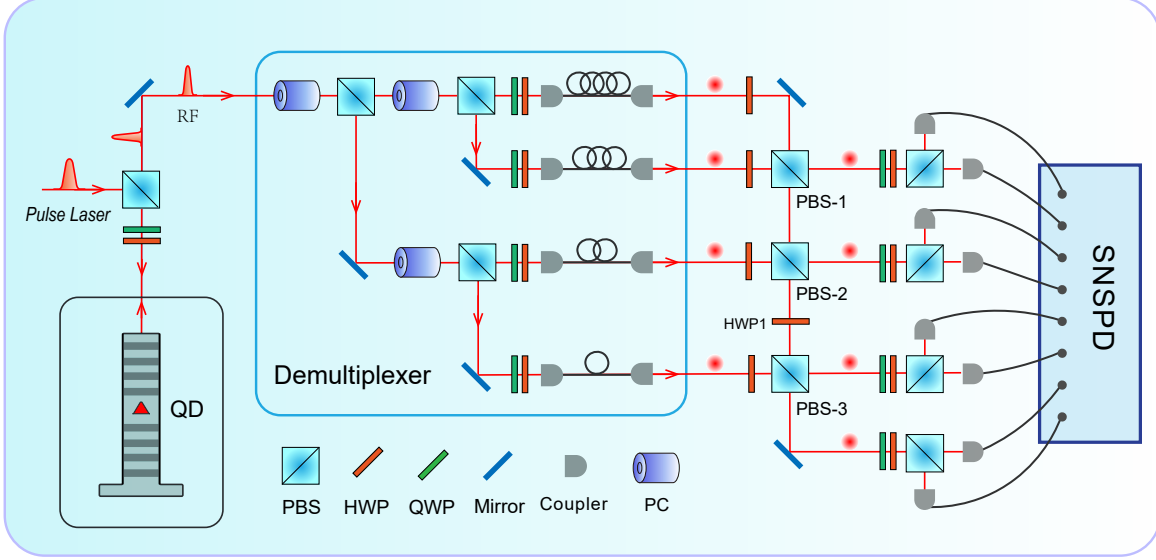 RF
Pulse Laser
PBS-1
PBS-2
HWP1
PBS-3
Demultiplexer
QD
SNSPD
PBS
HWP
QWP
Mirror
Coupler
PC